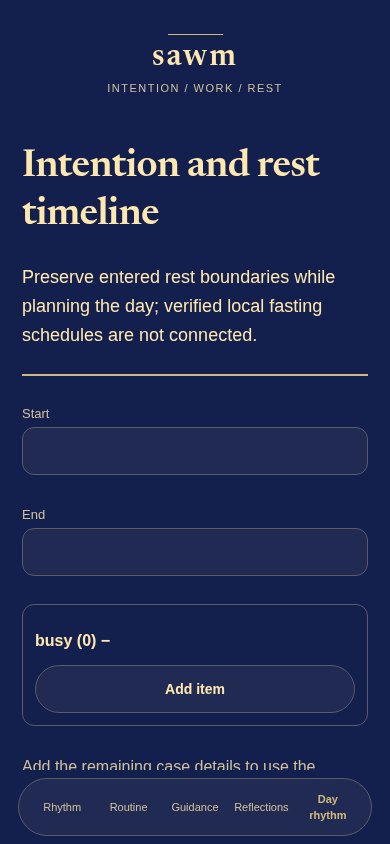 sawm
INTENTION / WORK / REST
Intention and rest
timeline
Preserve entered rest boundaries while
planning the day; verified local fasting
schedules are not connected.
Start
End
busy (0) –
Add item
Add the remaining case details to use the
Rhythm
Routine
Guidance
Reflections
Day
rhythm